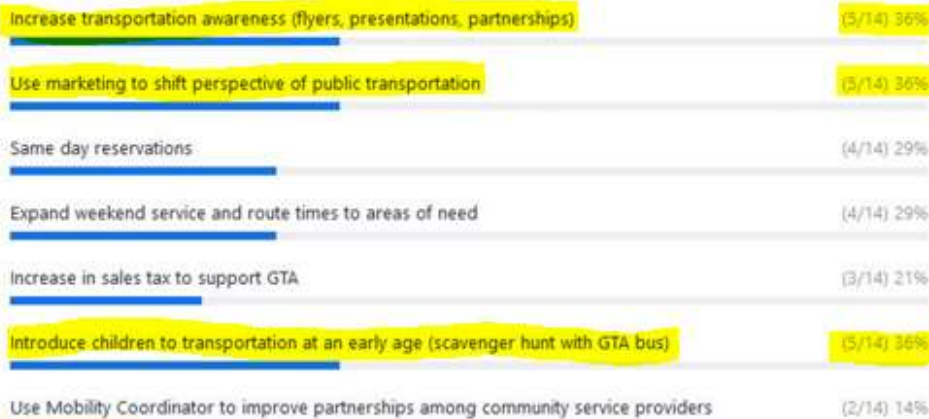 Increase transportation awareness (flyers, presentations, partnerships) (5/14) 36%
Use marketing to shift perspective of public transportation (5/14) 36%
Same day reservations (4/14) 29%
Expand weekend service and route times to areas of need (4/14) 29%
Increase in sales tax to support GTA (3/14) 21%
Introduce children to transportation at an early age (scavenger hunt with GTA bus) (5/14) 36%
Use Mobility Coordinator to improve partnerships among community service providers (2/14) 14%